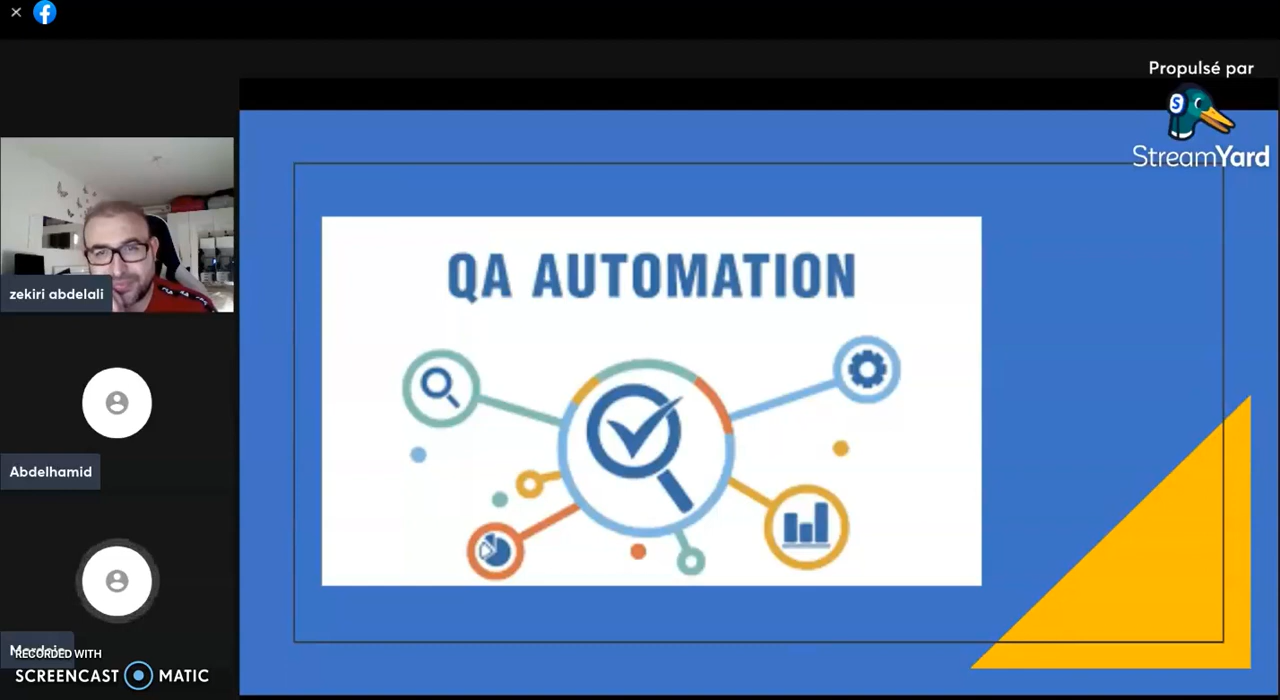 Propulsé par
StreamYard
QA AUTOMATION
zekiri abdelali
Abdelhamid
RECORDED WITH
SCREENCAST MATIC